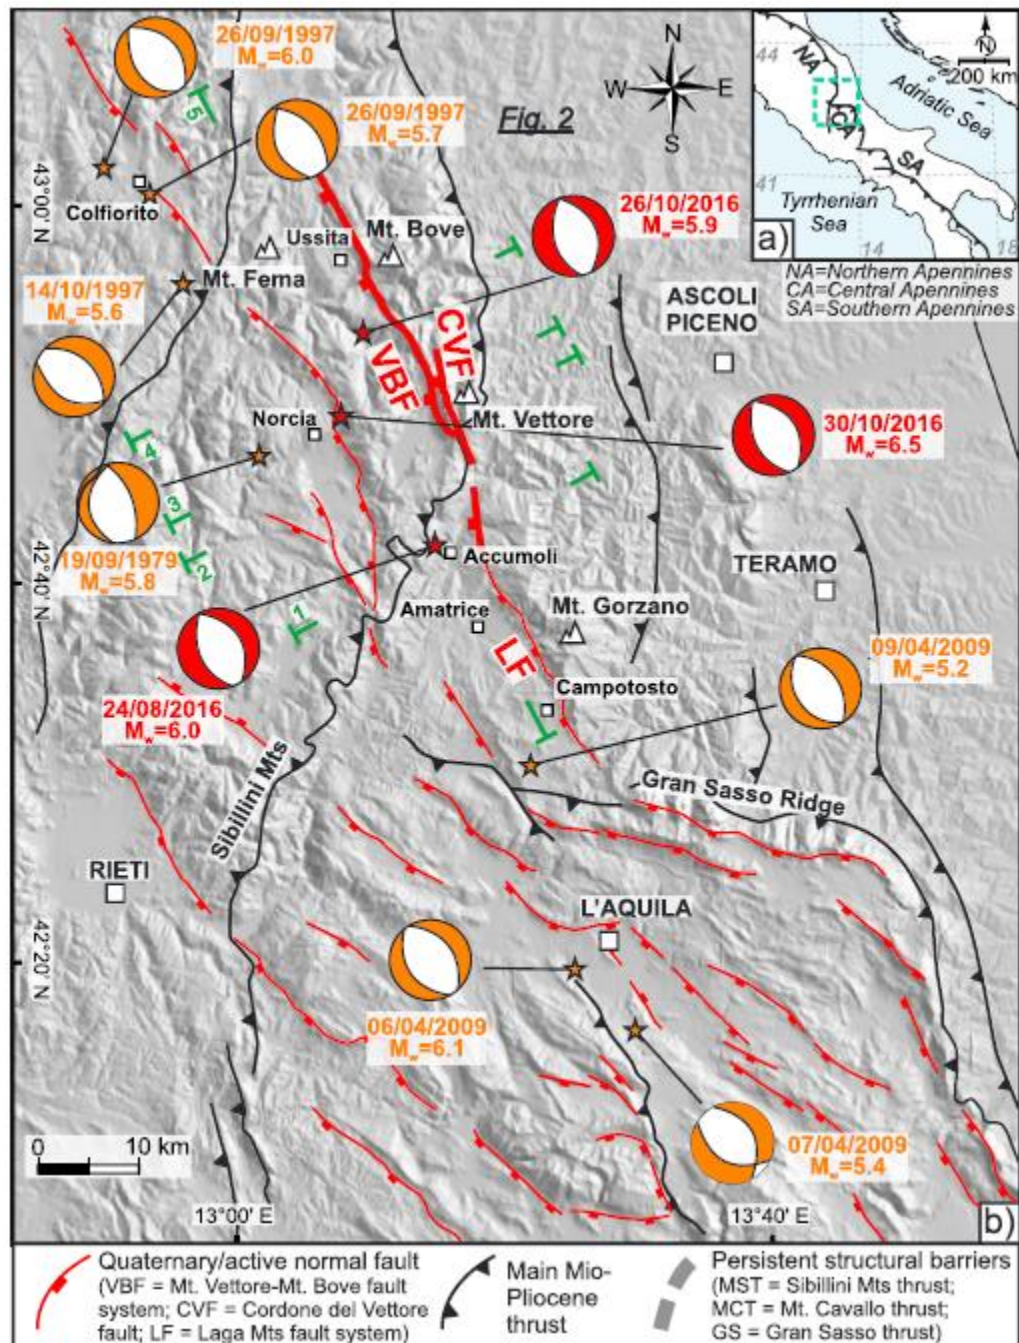 26/09/1997
Mw=6.0
26/09/1997
Mw=5.7
Fig. 2
N
W
E
S
NA
CA
SA
Adriatic Sea
Tyrrhenian
Sea
N
200 km
44
41
14
18
a)
NA=Northern Apennines
CA=Central Apennines
SA=Southern Apennines
5
43°00' N
Colfiorito
Ussita
Mt. Bove
26/10/2016
Mw=5.9
14/10/1997
Mw=5.6
Mt. Fema
ASCOLI
PICENO
CVF
VBF
Norcia
Mt. Vettore
30/10/2016
Mw=6.5
4
3
2
19/09/1979
Mw=5.8
42°40' N
Accumoli
TERAMO
1
Amatrice
Mt. Gorzano
LF
09/04/2009
Mw=5.2
Campotosto
24/08/2016
Mw=6.0
Sibillini Mts
Gran Sasso Ridge
RIETI
L'AQUILA
42°20' N
06/04/2009
Mw=6.1
07/04/2009
Mw=5.4
0 10 km
13°00' E
13°40' E
b)
Quaternary/active normal fault
(VBF = Mt. Vettore-Mt. Bove fault
system; CVF = Cordone del Vettore
fault; LF = Laga Mts fault system)
Main Mio-
Pliocene
thrust
Persistent structural barriers
(MST = Sibillini Mts thrust;
MCT = Mt. Cavallo thrust;
GS = Gran Sasso thrust)